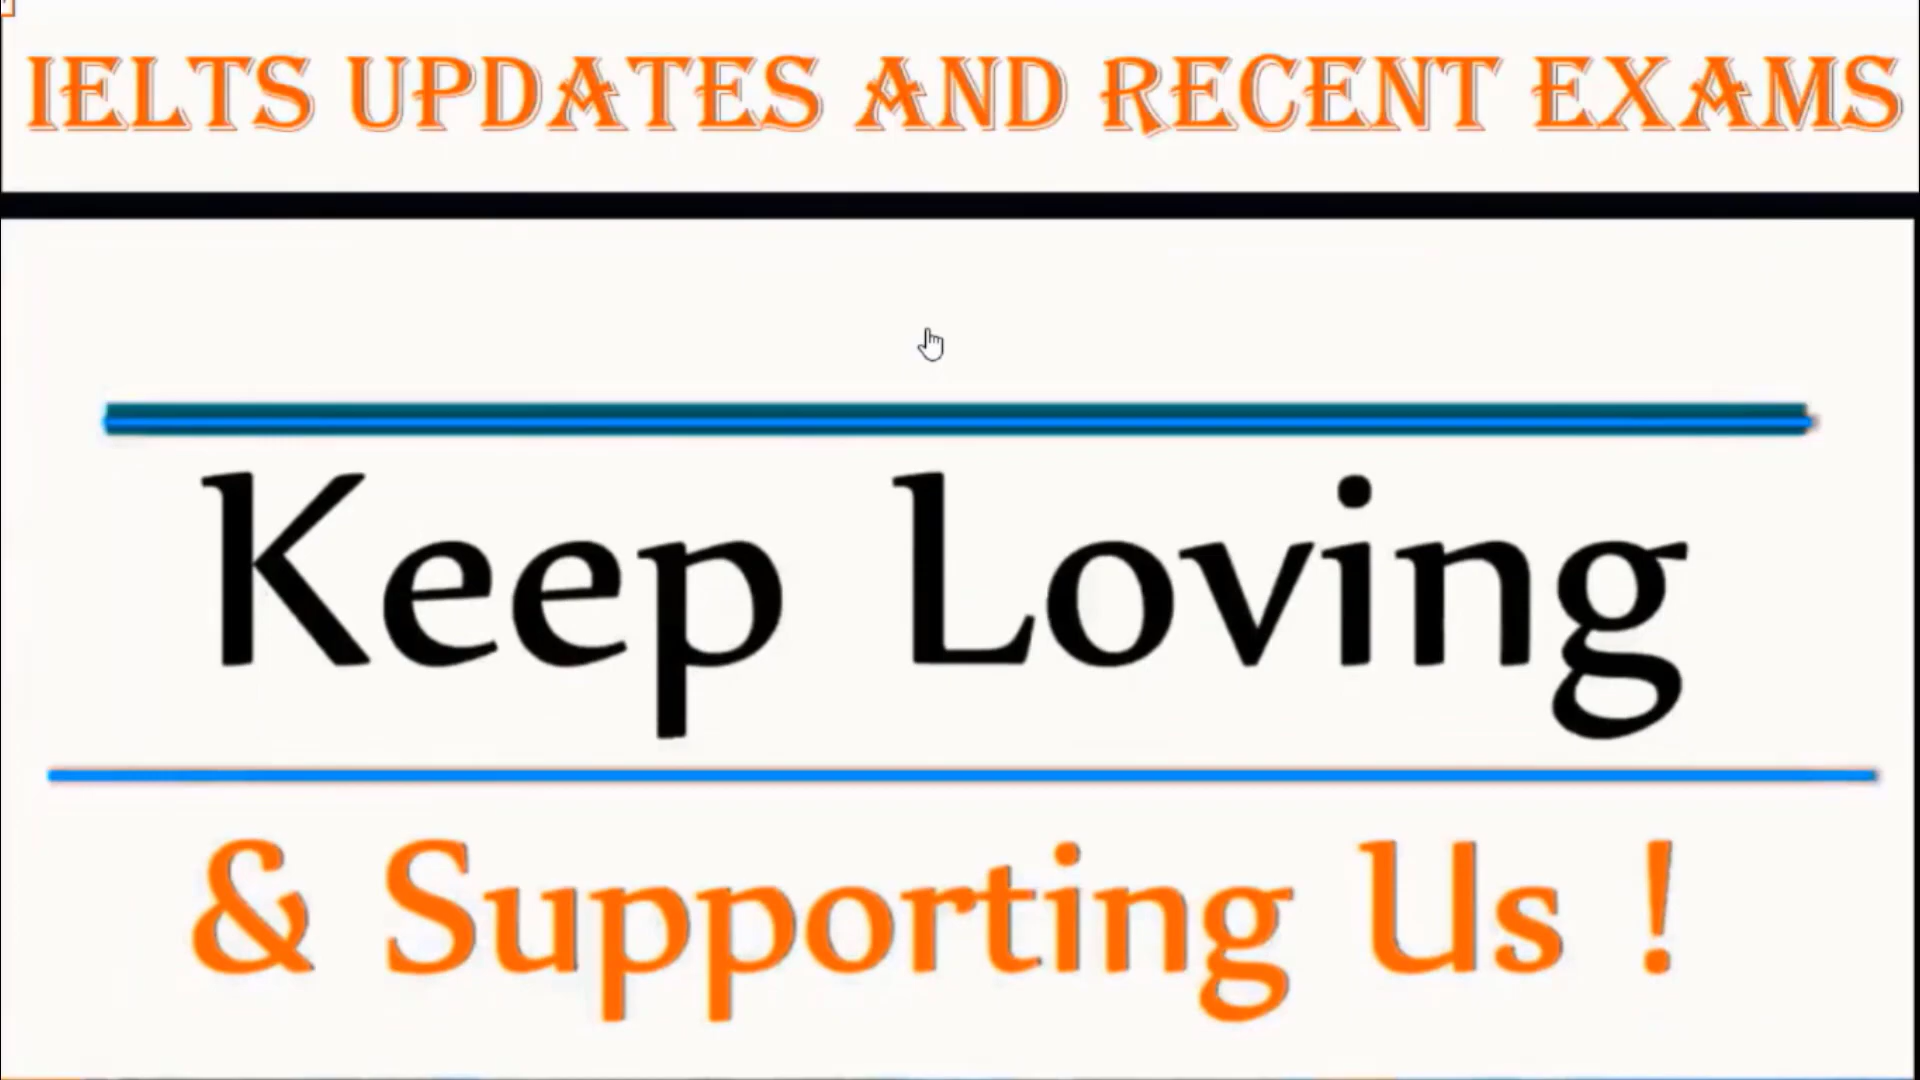 IELTS UPDATES AND RECENT EXAMS
Keep Loving
& Supporting Us !